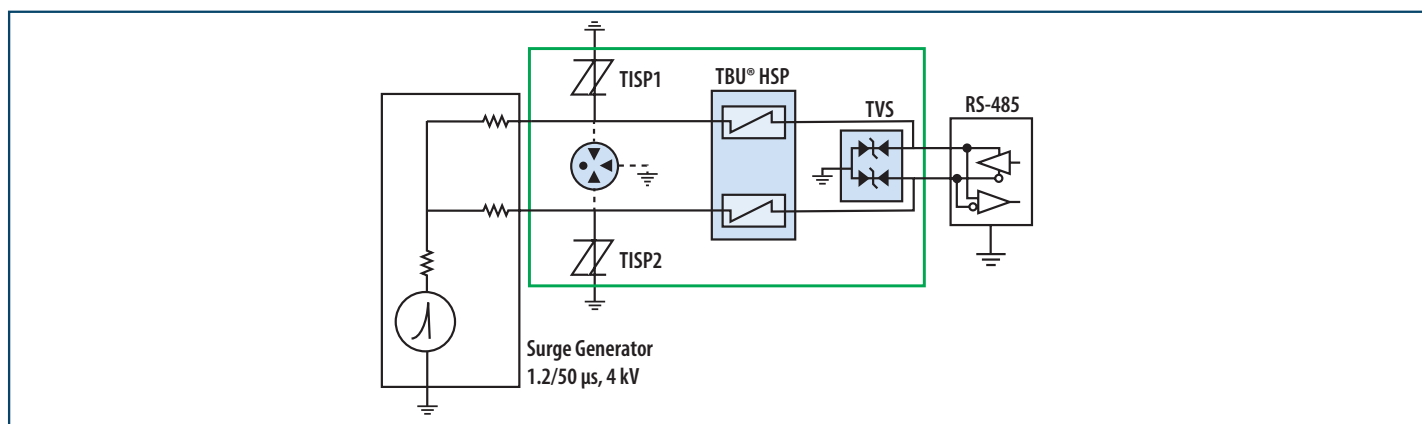 TISP1
TBU® HSP
TVS
RS-485
TISP2
Surge Generator
1.2/50 µs, 4 kV